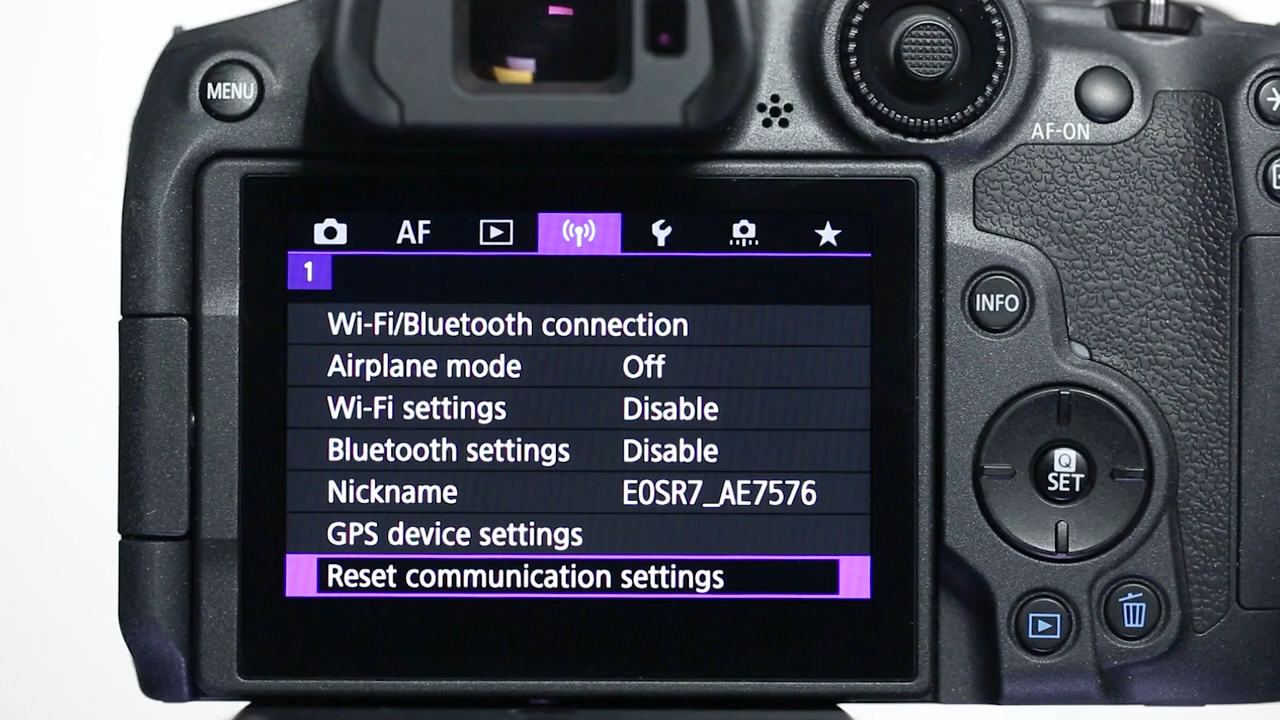 MENU
AF-ON
AF
1
INFO
Wi-Fi/Bluetooth connection
Airplane mode Off
Wi-Fi settings Disable
Bluetooth settings Disable
Nickname E0SR7_AE7576
GPS device settings
Reset communication settings
Q
SET